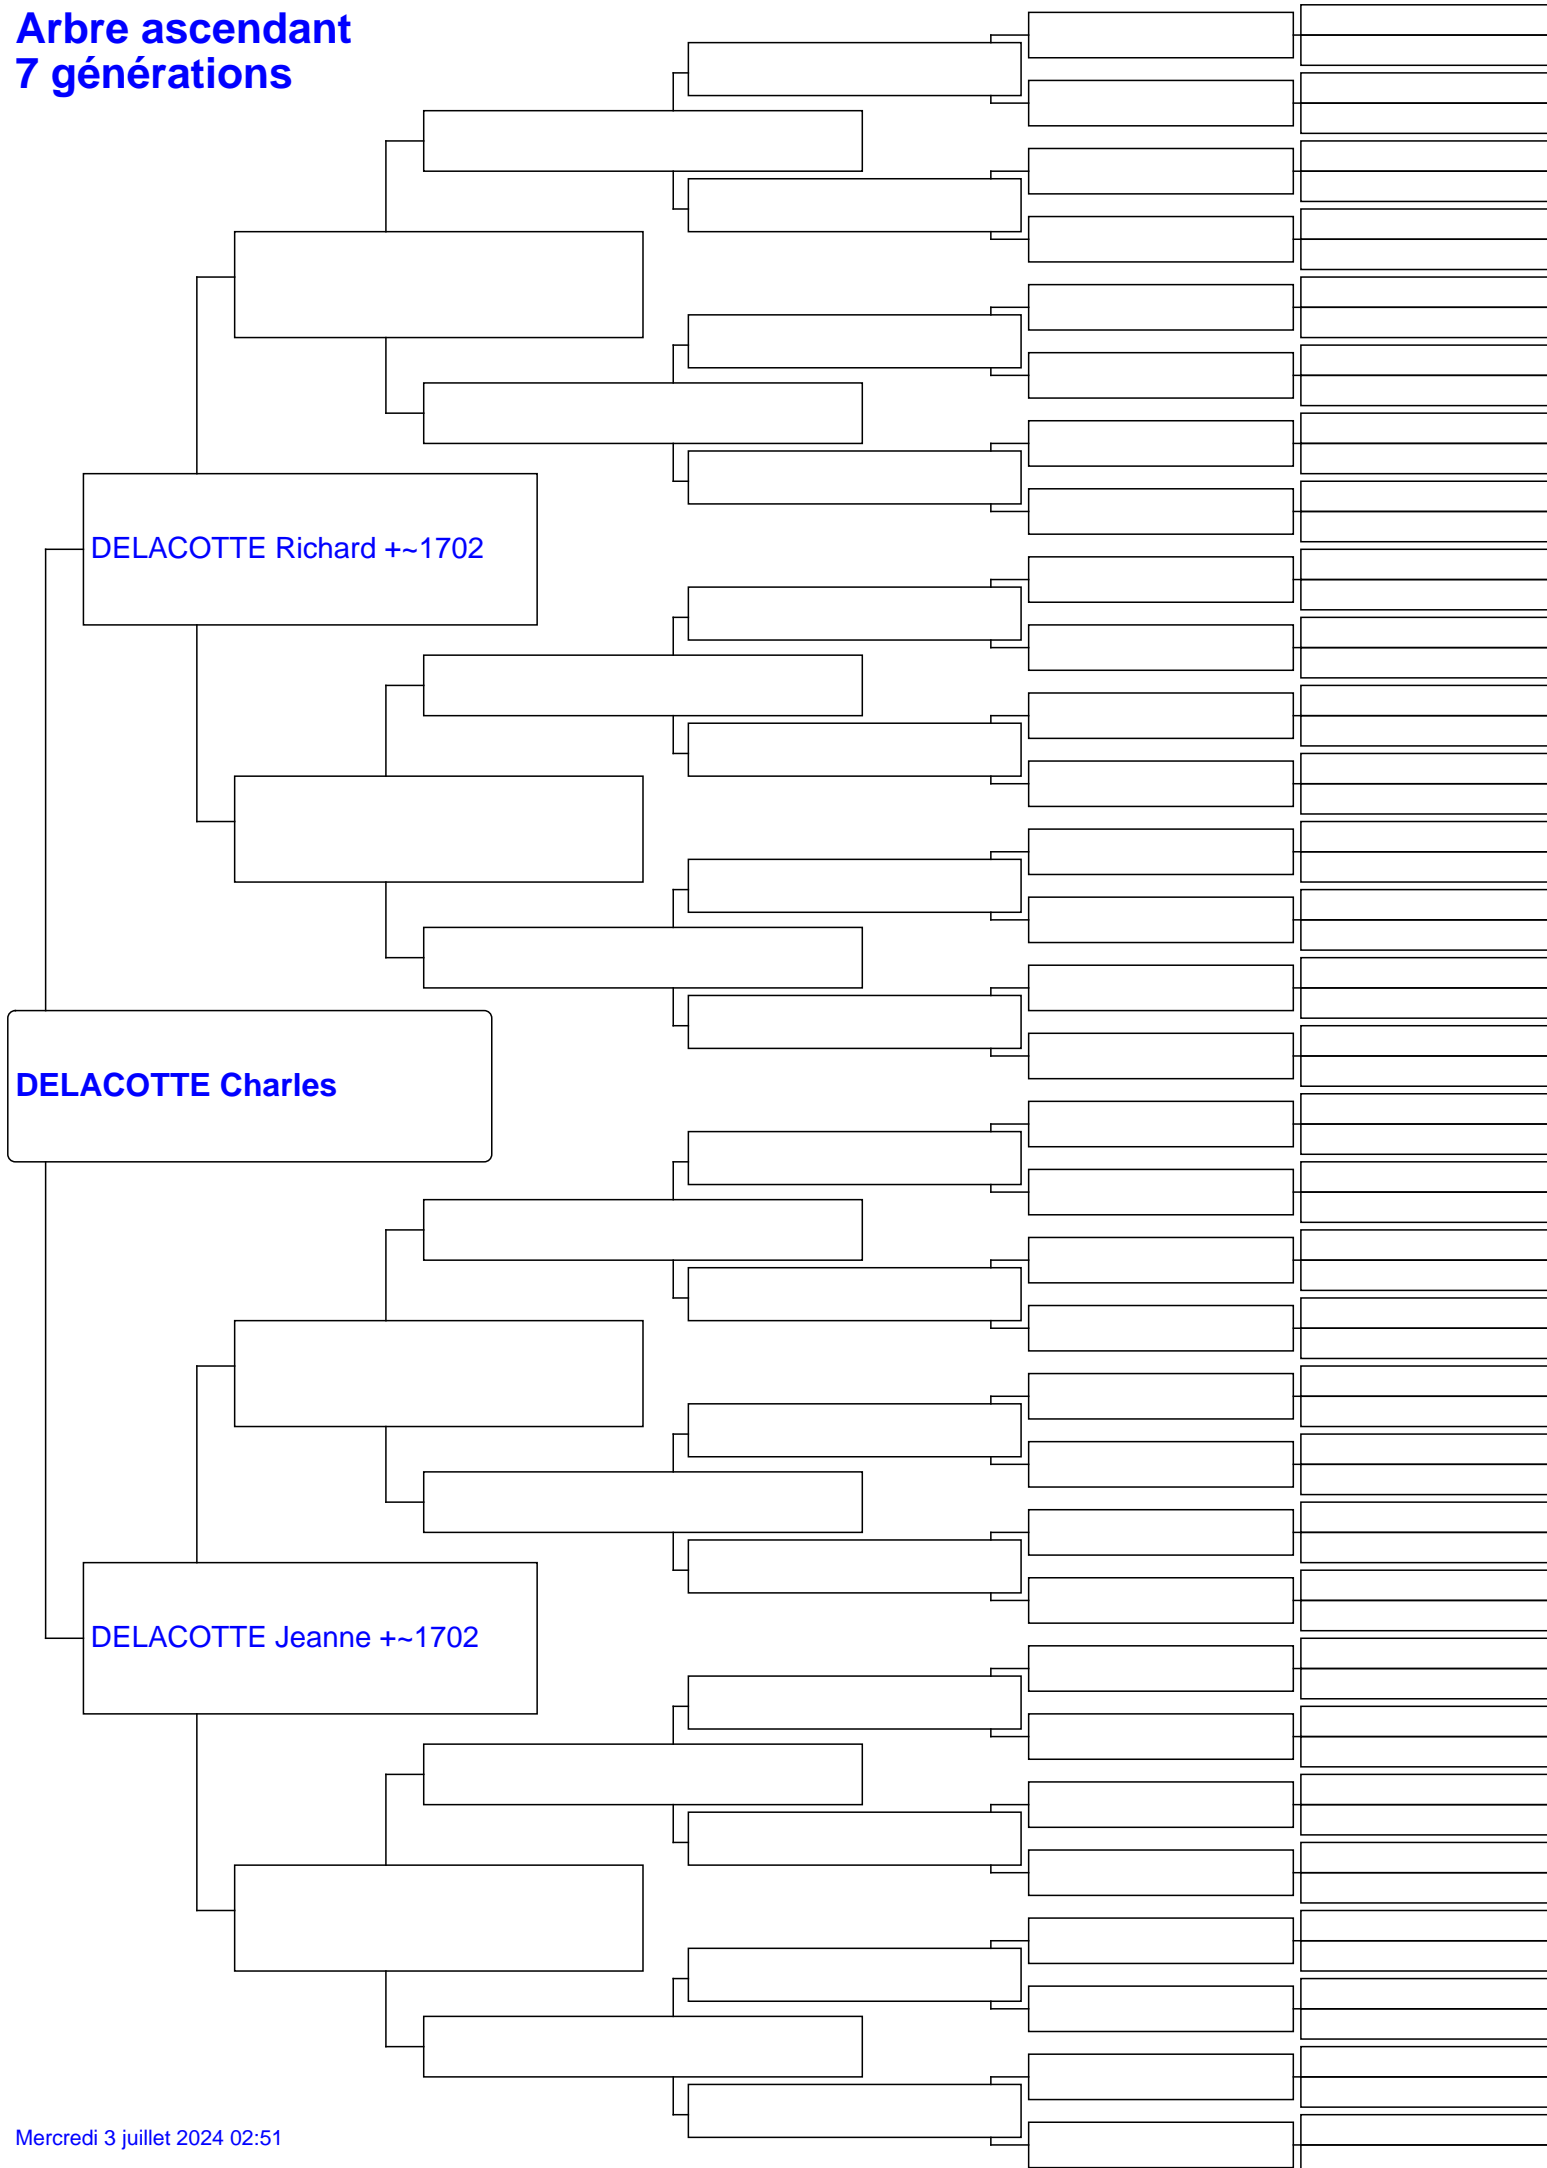 Arbre ascendant
7 générations
DELACOTTE Richard +~1702
DELACOTTE Charles
DELACOTTE Jeanne +~1702
Mercredi 3 juillet 2024 02:51